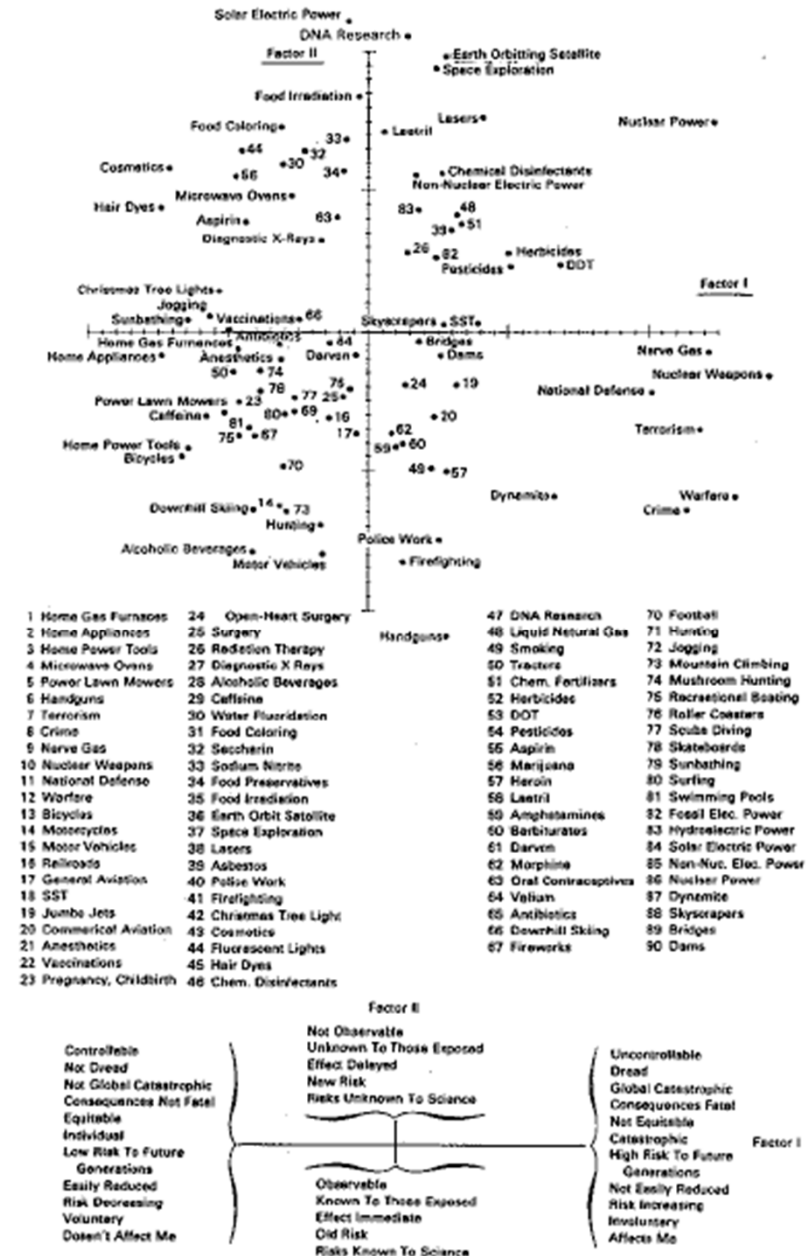 Solar Electric Power
DNA Research
Factor II
Earth Orbitting Satellite
Space Exploration
Food Irradiation
Lasers
Nuclear Power
Food Coloring
Laetril
33
44
32
30
Cosmetics
56
34
Chemical Disinfectants
Non-Nuclear Electric Power
Microwave Ovens
Hair Dyes
83
48
Aspirin
63
39
51
Diagnostic X-Rays
26
82
Herbicides
Pesticides
DDT
Factor I
Christmas Tree Lights
Jogging
Sunbathing
Vaccinations
66
Skyscrapers
SST
Antibiotics
Home Gas Furnances
64
Bridges
Home Appliances
Anesthetics
Darvon
Dams
Nerve Gas
50
74
Nuclear Weapons
78
76
24
19
National Defense
77
25
Power Lawn Mowers
23
Caffeine
80
69
16
20
81
75
67
17
62
Terrorism
59
60
Home Power Tools
Bicycles
70
49
57
Dynamite
Warfare
Downhill Skiing
14
73
Crime
Hunting
Police Work
Alcoholic Beverages
Motor Vehicles
Firefighting
Handguns
1 Home Gas Furnaces
2 Home Appliances
3 Home Power Tools
4 Microwave Ovens
5 Power Lawn Mowers
6 Handguns
7 Terrorism
8 Crime
9 Nerve Gas
10 Nuclear Weapons
11 National Defense
12 Warfare
13 Bicycles
14 Motorcycles
15 Motor Vehicles
16 Railroads
17 General Aviation
18 SST
19 Jumbo Jets
20 Commerical Aviation
21 Anesthetics
22 Vaccinations
23 Pregnancy, Childbirth
24 Open-Heart Surgery
25 Surgery
26 Radiation Therapy
27 Diagnostic X Rays
28 Alcoholic Beverages
29 Caffeine
30 Water Fluoridation
31 Food Coloring
32 Saccharin
33 Sodium Nitrite
34 Food Preservatives
35 Food Irradiation
36 Earth Orbit Satellite
37 Space Exploration
38 Lasers
39 Asbestos
40 Police Work
41 Firefighting
42 Christmas Tree Light
43 Cosmetics
44 Fluorescent Lights
45 Hair Dyes
46 Chem. Disinfectants
47 DNA Research
48 Liquid Natural Gas
49 Smoking
50 Tractors
51 Chem. Fertilizers
52 Herbicides
53 DDT
54 Pesticides
55 Aspirin
56 Marijuana
57 Heroin
58 Laetril
59 Amphetamines
60 Barbiturates
61 Darvon
62 Morphine
63 Oral Contraceptives
64 Valium
65 Antibiotics
66 Downhill Skiing
67 Fireworks
70 Football
71 Hunting
72 Jogging
73 Mountain Climbing
74 Mushroom Hunting
75 Recreational Boating
76 Roller Coasters
77 Scuba Diving
78 Skateboards
79 Sunbathing
80 Surfing
81 Swimming Pools
82 Fossil Elec. Power
83 Hydroelectric Power
84 Solar Electric Power
85 Non-Nuc. Elec. Power
86 Nuclear Power
87 Dynamite
88 Skyscrapers
89 Bridges
90 Dams
Factor II
Not Observable
Unknown To Those Exposed
Effect Delayed
New Risk
Risks Unknown To Science
Controllable
Not Dread
Not Global Catastrophic
Consequences Not Fatal
Equitable
Individual
Low Risk To Future
Generations
Easily Reduced
Risk Decreasing
Voluntary
Doesn't Affect Me
Uncontrollable
Dread
Global Catastrophic
Consequences Fatal
Not Equitable
Catastrophic
High Risk To Future
Generations
Not Easily Reduced
Risk Increasing
Involuntary
Affects Me
Factor I
Observable
Known To Those Exposed
Effect Immediate
Old Risk
Risks Known To Science